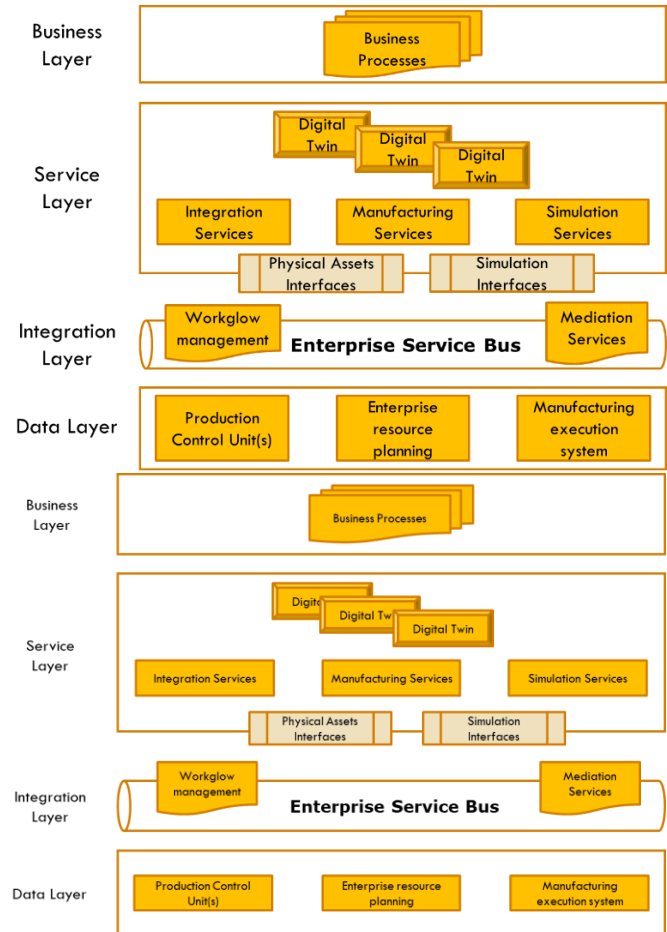 Business
Layer
Business
Processes
Service
Layer
Digital
Twin
Digital
Twin
Digital
Twin
Integration
Services
Manufacturing
Services
Simulation
Services
Physical Assets
Interfaces
Simulation
Interfaces
Integration
Layer
Workglow
management
Enterprise Service Bus
Mediation
Services
Data Layer
Production
Control Unit(s)
Enterprise
resource
planning
Manufacturing
execution
system
Business
Layer
Business Processes
Service
Layer
Digital
Digital Tw
Digital Twin
Integration Services
Manufacturing Services
Simulation Services
Physical Assets
Interfaces
Simulation
Interfaces
Integration
Layer
Workglow
management
Enterprise Service Bus
Mediation
Services
Data Layer
Production Control
Unit(s)
Enterprise resource
planning
Manufacturing
execution system